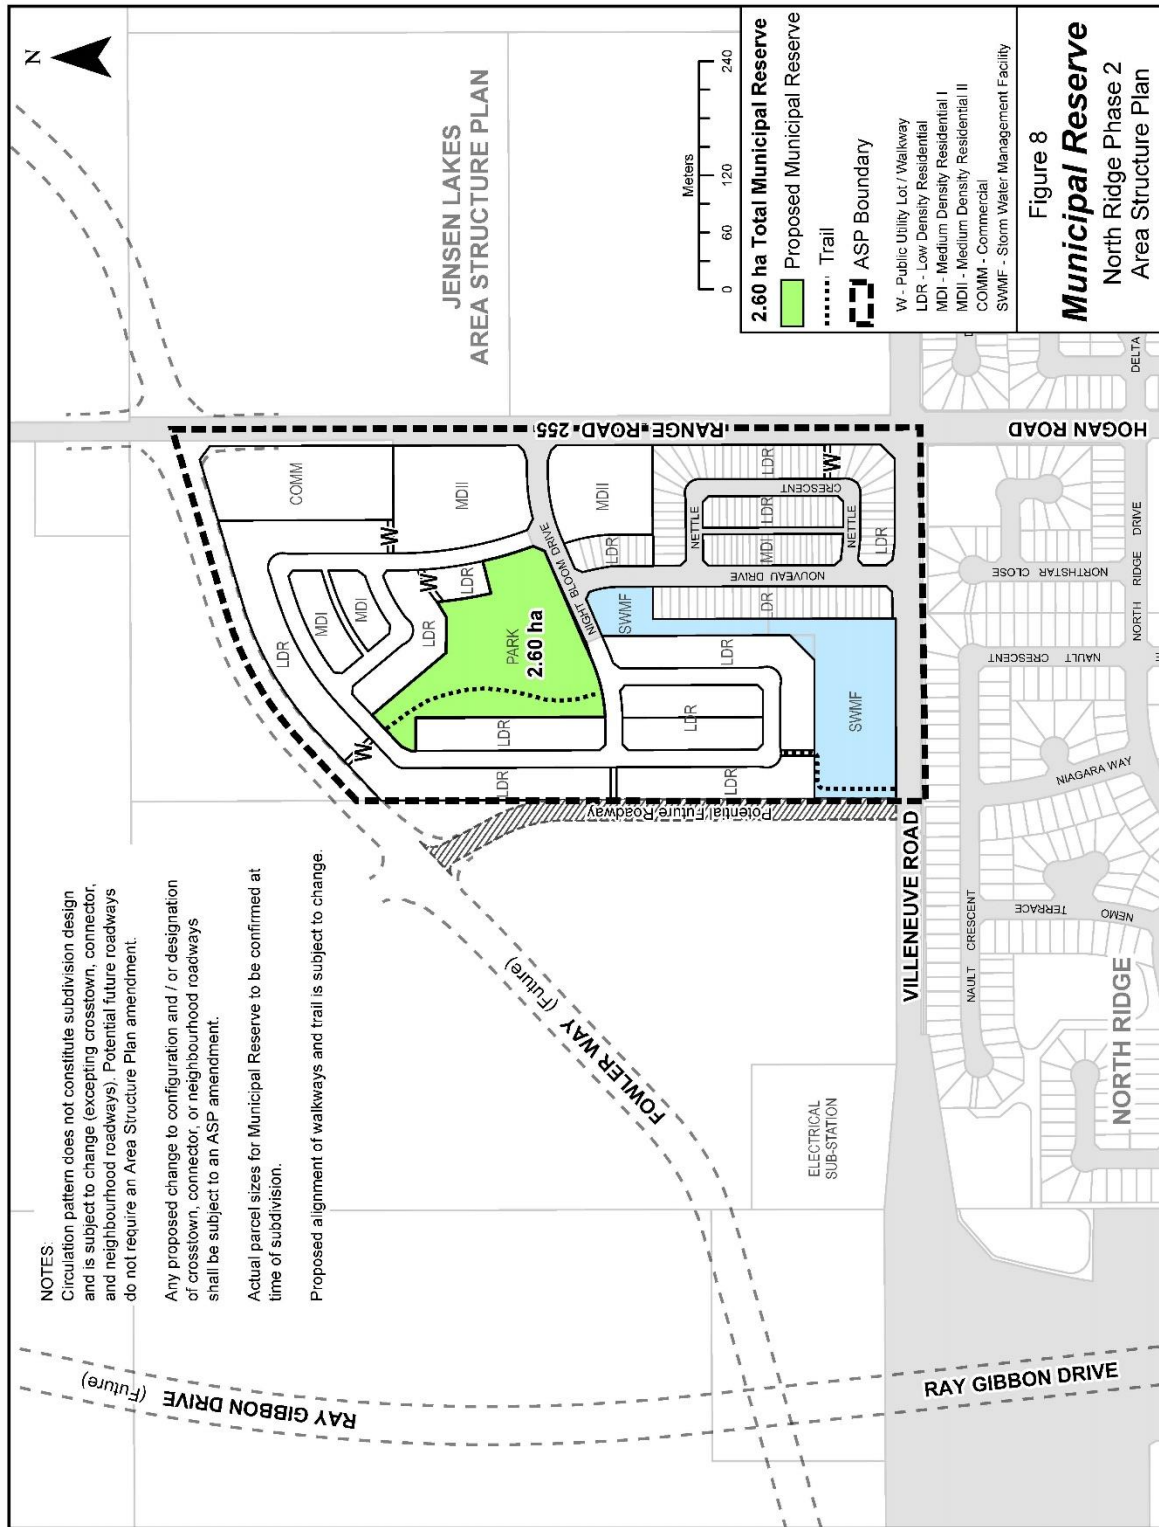 NOTES:
Circulation pattern does not constitute subdivision design
and is subject to change (excepting crosstown, connector,
and neighbourhood roadways). Potential future roadways
do not require an Area Structure Plan amendment.
Any proposed change to configuration and / or designation
of crosstown, connector, or neighbourhood roadways
shall be subject to an ASP amendment.
Actual parcel sizes for Municipal Reserve to be confirmed at
time of subdivision.
Proposed alignment of walkways and trail is subject to change.
N
JENSEN LAKES
AREA STRUCTURE PLAN
RAY GIBBON DRIVE (Future)
FOWLER WAY (Future)
COMM
LDR
MDI
MDI
W
W
W
LDR
LDR
MDII
PARK
2.60 ha
LDR
LDR
NIGHT BLOOM DRIVE
RANGE ROAD 255
MDII
LDR
SWMF
LDR
LDR
LDR
LDR
NOUVEAU DRIVE
NETTLE
CRESCENT
NETTLE
MDI
LDR
LDR
W
LDR
SWMF
Potential Future Roadway
ELECTRICAL
SUB-STATION
VILLENEUVE ROAD
HOGAN ROAD
RAY GIBBON DRIVE
NAULT CRESCENT
NEMO TERRACE
NIAGARA WAY
NAULT CRESCENT
NORTHSTAR CLOSE
NORTH RIDGE DRIVE
DELTA
NORTH RIDGE
Meters
0 60 120 240
2.60 ha Total Municipal Reserve
Proposed Municipal Reserve
Trail
ASP Boundary
W - Public Utility Lot / Walkway
LDR - Low Density Residential
MDI - Medium Density Residential I
MDII - Medium Density Residential II
COMM - Commercial
SWMF - Storm Water Management Facility
Figure 8
Municipal Reserve
North Ridge Phase 2
Area Structure Plan